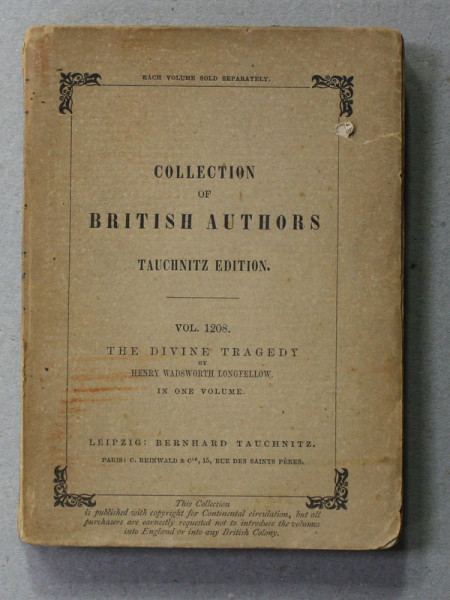 EACH VOLUME SOLD SEPARATELY.
COLLECTION
OF
BRITISH AUTHORS
TAUCHNITZ EDITION.
VOL. 1208.
THE DIVINE TRAGEDY
BY
HENRY WADSWORTH LONGFELLOW.
IN ONE VOLUME.
LEIPZIG: BERNHARD TAUCHNITZ.
PARIS: C. REINWALD & Cie, 15, RUE DES SAINTS PÈRES.
This Collection
is published with copyright for Continental circulation, but all
purchasers are earnestly requested not to introduce the volumes
into England or into any British Colony.